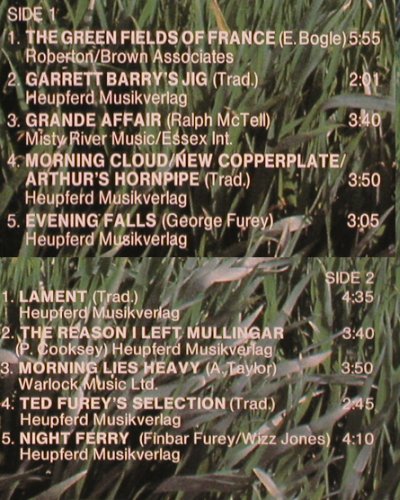 SIDE 1
1. THE GREEN FIELDS OF FRANCE (E. Bogle) 5:55
Roberton/Brown Associates
2. GARRETT BARRY'S JIG (Trad.) 2:01
Heupferd Musikverlag
3. GRANDE AFFAIR (Ralph McTell) 3:40
Misty River Music/Essex Int.
4. MORNING CLOUD/NEW COPPERPLATE/
ARTHUR'S HORNPIPE (Trad.) 3:50
Heupferd Musikverlag
5. EVENING FALLS (George Furey) 3:05
Heupferd Musikverlag
SIDE 2
1. LAMENT (Trad.) 4:35
Heupferd Musikverlag
2. THE REASON I LEFT MULLINGAR 3:40
(P. Cooksey) Heupferd Musikverlag
3. MORNING LIES HEAVY (A. Taylor) 3:50
Warlock Music Ltd.
4. TED FUREY'S SELECTION (Trad.) 2:45
Heupferd Musikverlag
5. NIGHT FERRY (Finbar Furey/Wizz Jones) 4:10
Heupferd Musikverlag